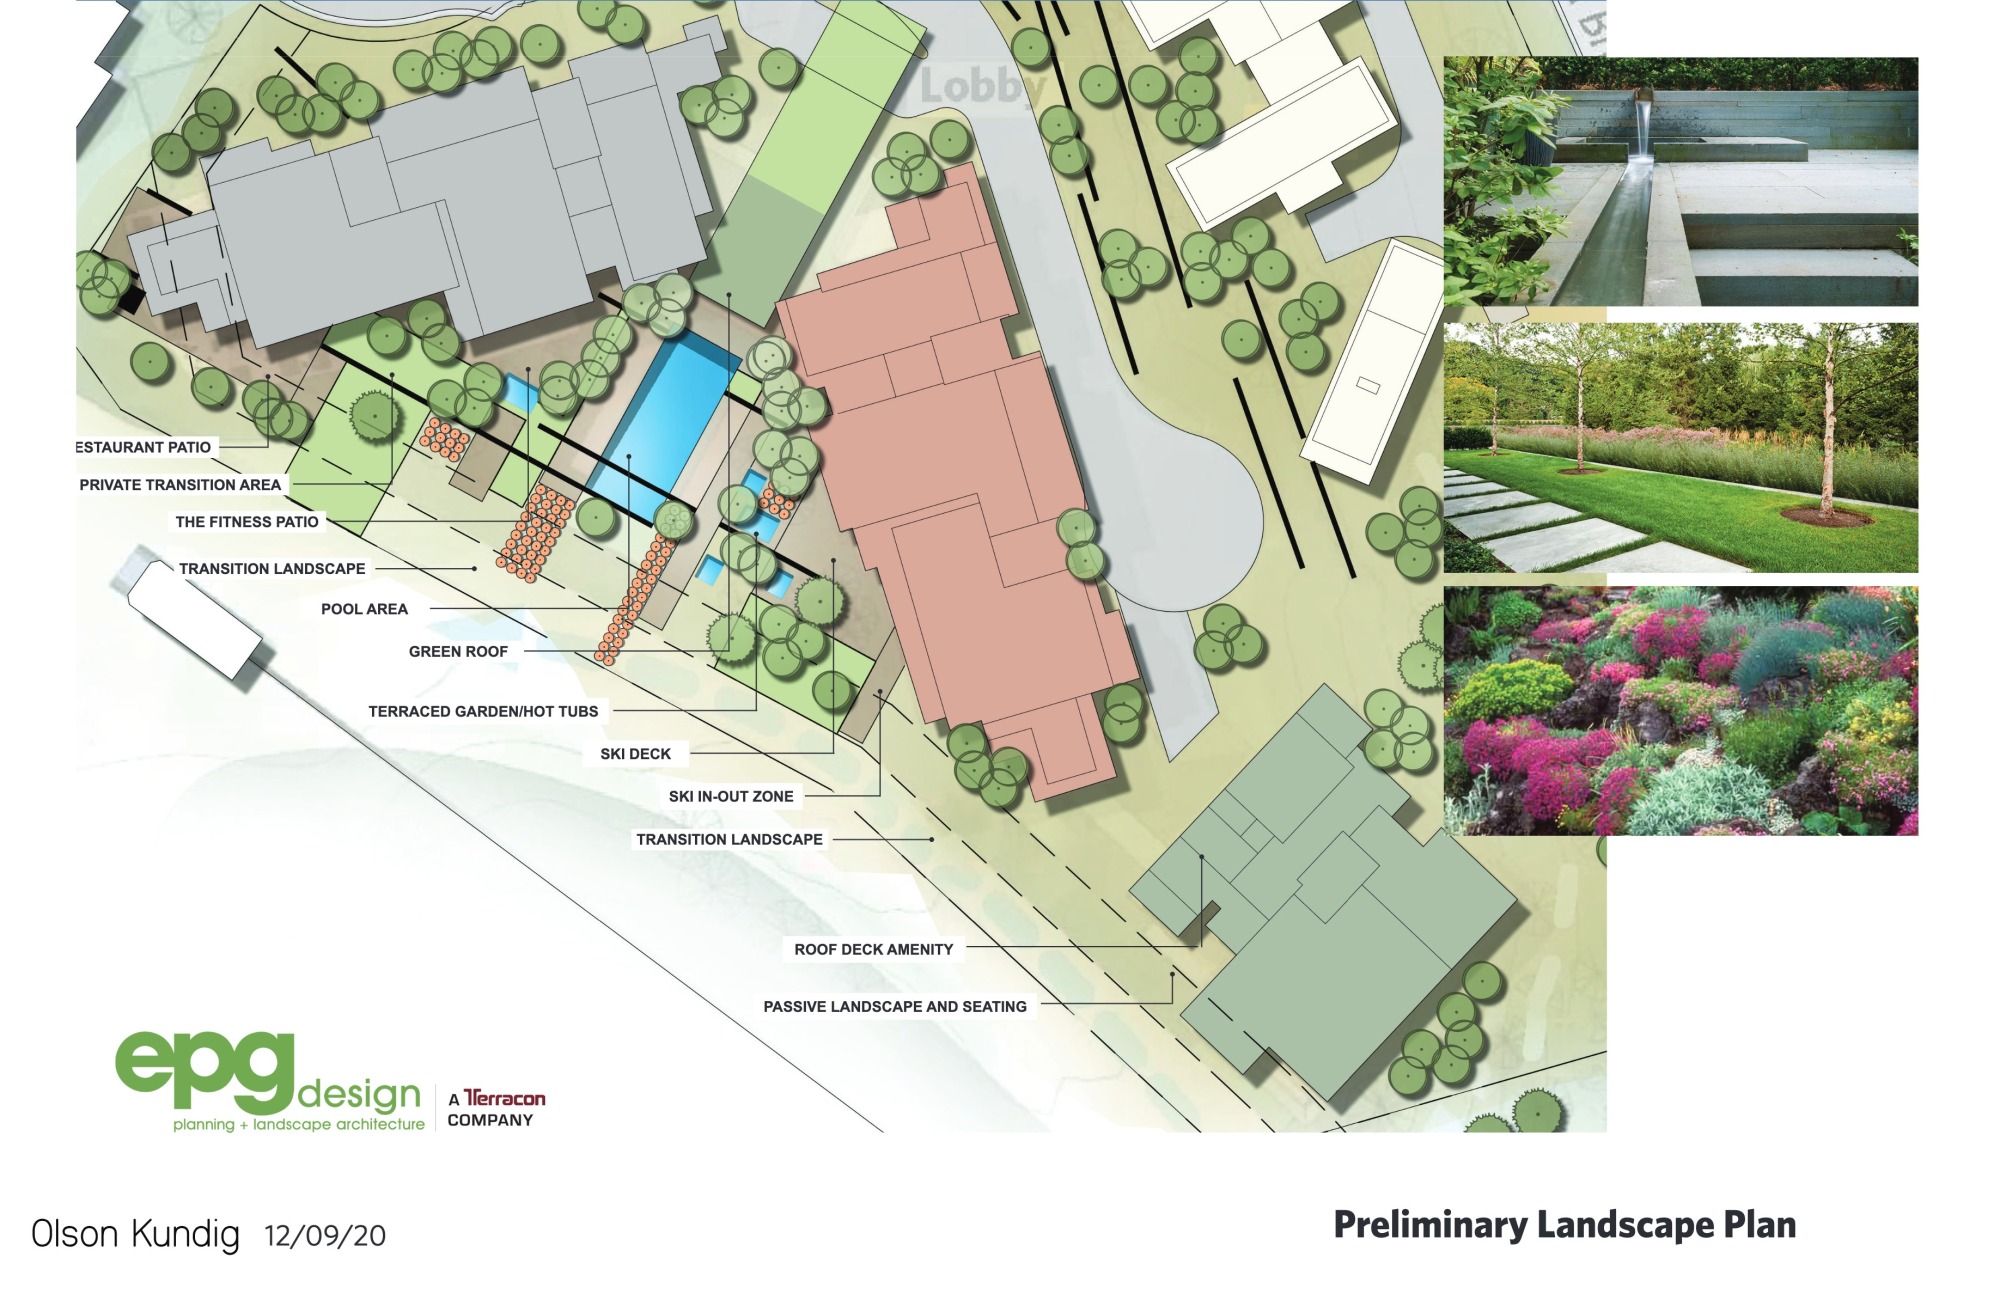 Lobby
ESTAURANT PATIO
PRIVATE TRANSITION AREA
THE FITNESS PATIO
TRANSITION LANDSCAPE
POOL AREA
GREEN ROOF
TERRACED GARDEN/HOT TUBS
SKI DECK
SKI IN-OUT ZONE
TRANSITION LANDSCAPE
ROOF DECK AMENITY
PASSIVE LANDSCAPE AND SEATING
epg design
planning + landscape architecture
A Terracon
COMPANY
Olson Kundig 12/09/20
Preliminary Landscape Plan